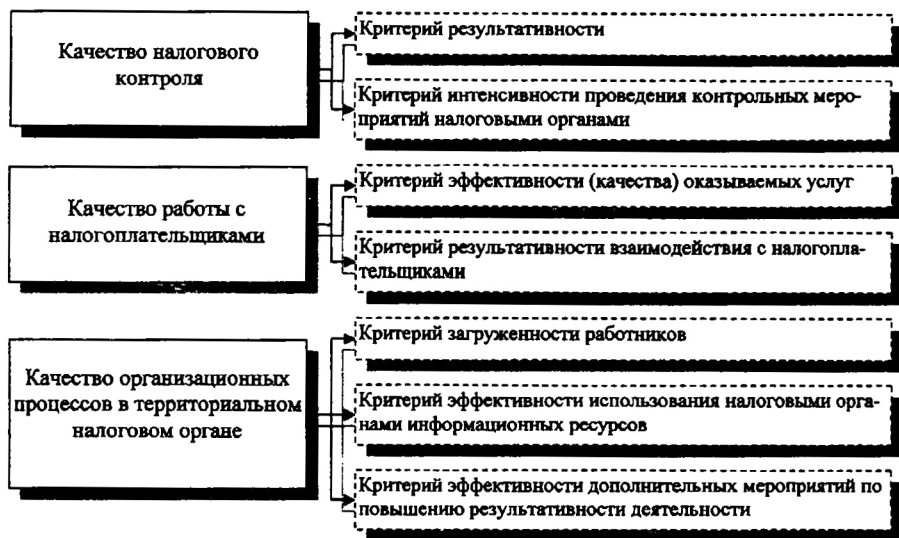 Качество налогового
контроля
Критерий результативности
Критерий интенсивности проведения контрольных меро-
приятий налоговыми органами
Качество работы с
налогоплательщиками
Критерий эффективности (качества) оказываемых услуг
Критерий результативности взаимодействия с налогопла-
тельщиками
Качество организационных
процессов в территориальном
налоговом органе
Критерий загруженности работников
Критерий эффективности использования налоговыми орга-
нами информационных ресурсов
Критерий эффективности дополнительных мероприятий по
повышению результативности деятельности